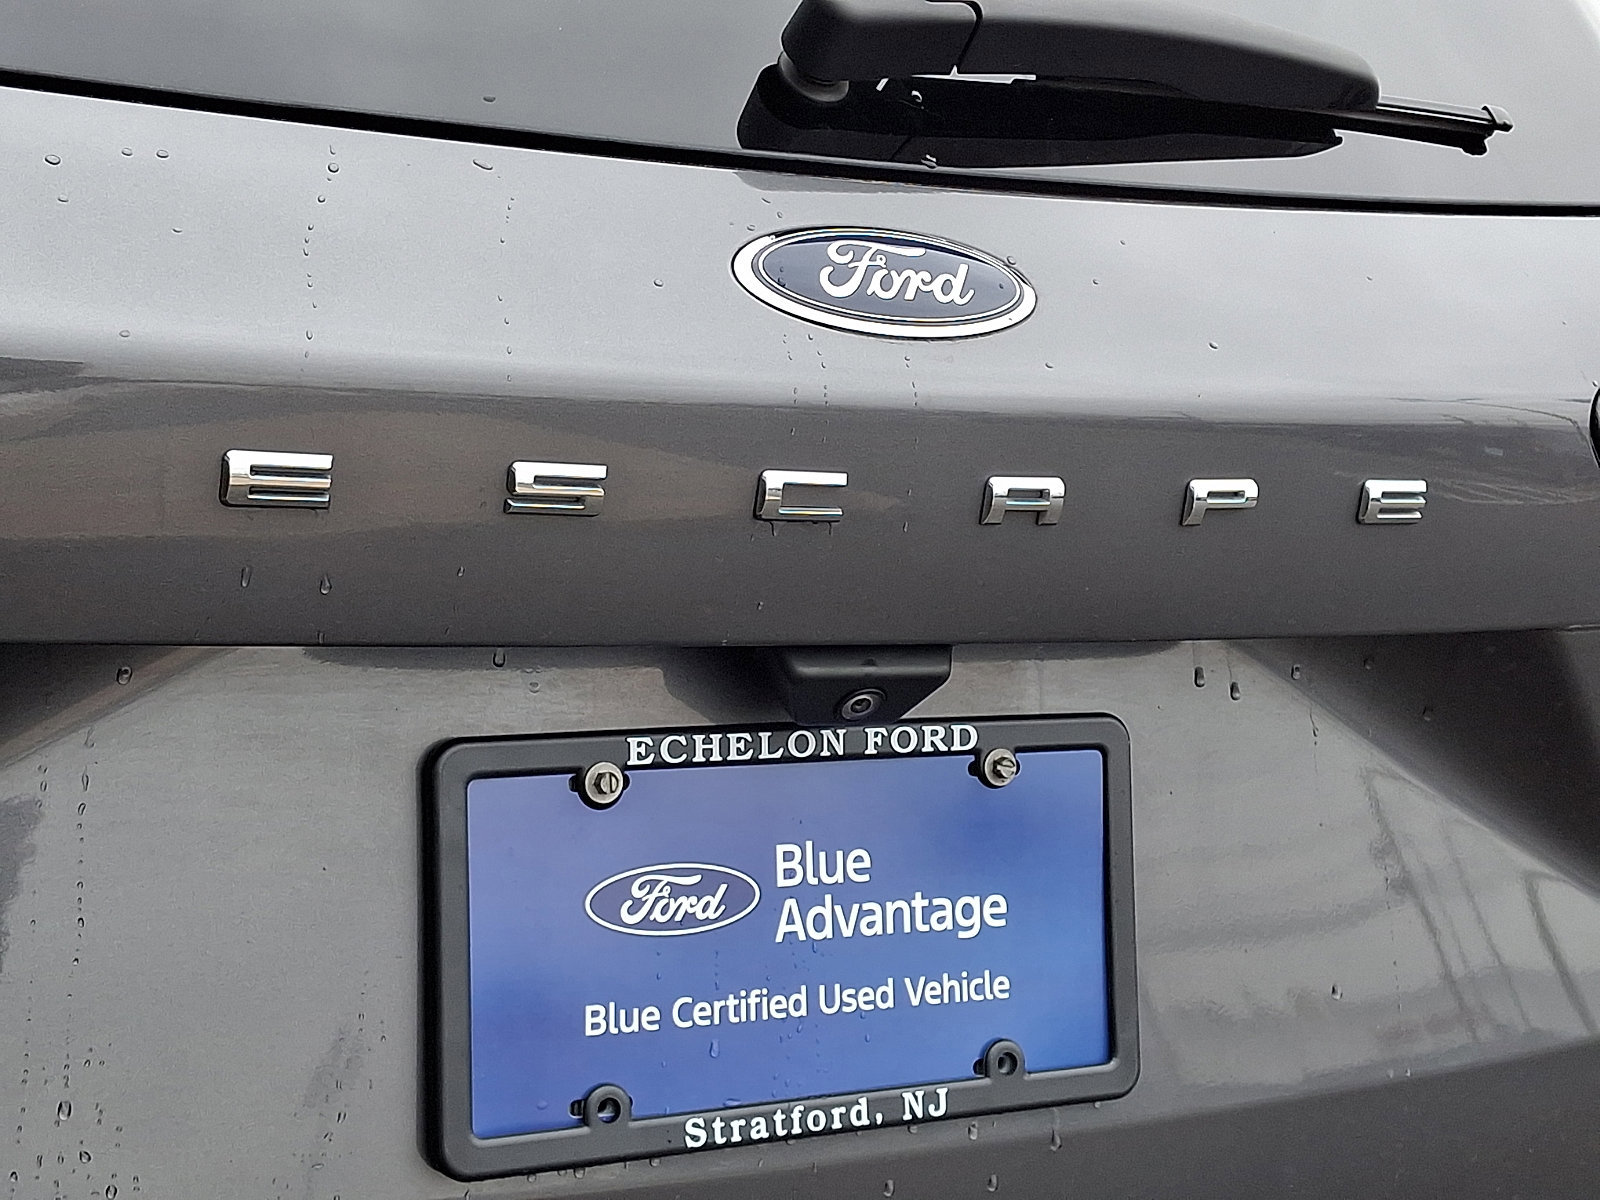 Ford
ESCAPE
ECHELON FORD
Ford
Blue
Advantage
Blue Certified Used Vehicle
Stratford, NJ